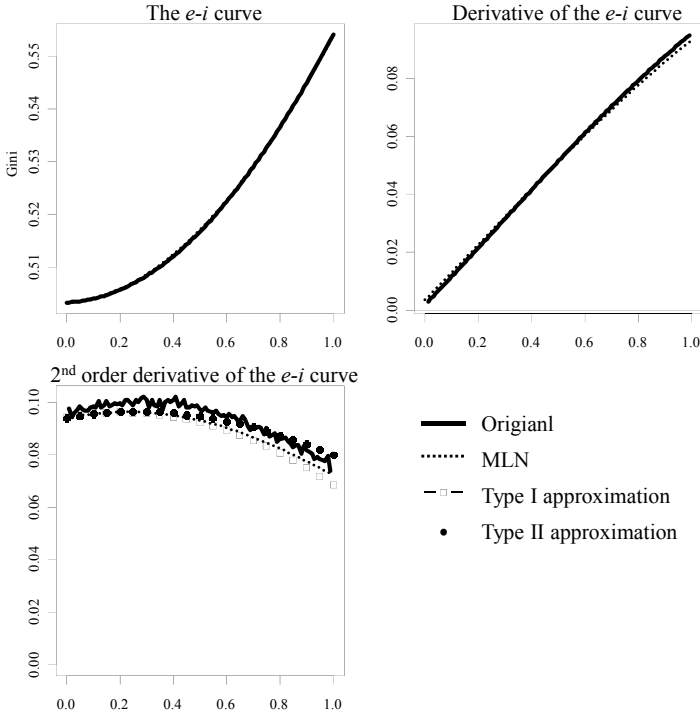 The e-i curve
Derivative of the e-i curve
0.55
0.54
0.53
0.52
0.51
Gini
0.0 0.2 0.4 0.6 0.8 1.0
0.08
0.06
0.04
0.02
0.00
0.0 0.2 0.4 0.6 0.8 1.0
2nd order derivative of the e-i curve
0.10
0.08
0.06
0.04
0.02
0.00
0.0 0.2 0.4 0.6 0.8 1.0
Origianl
MLN
Type I approximation
Type II approximation